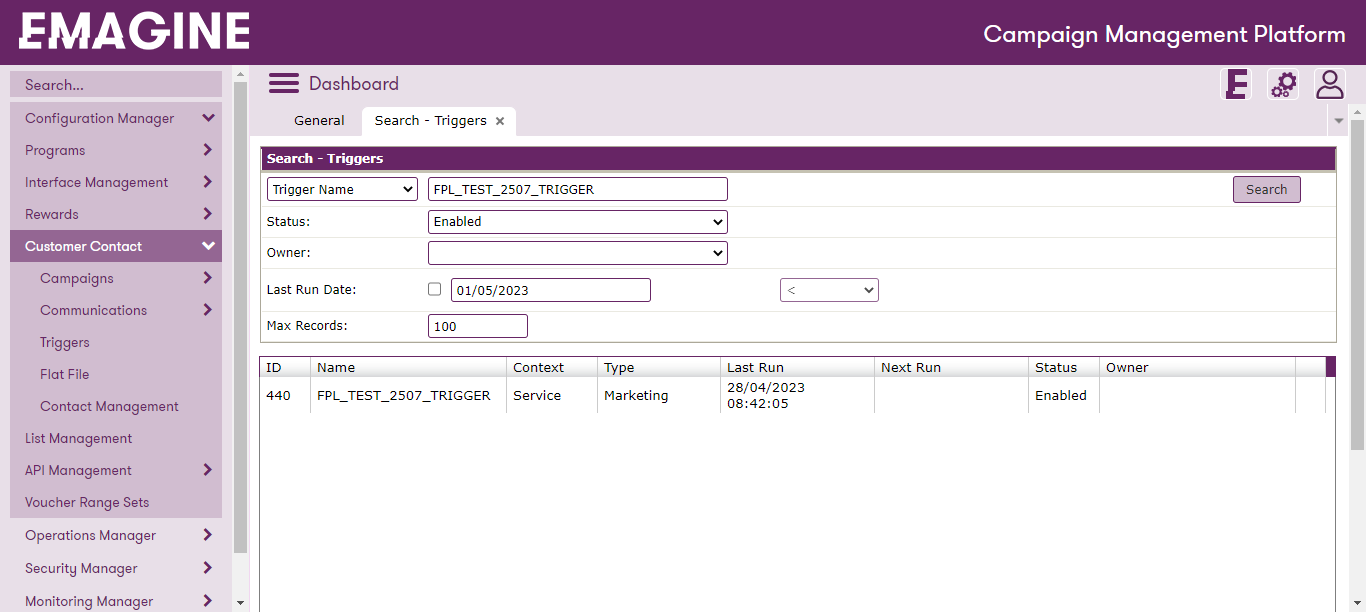 EMAGINE
Campaign Management Platform
Search...
Configuration Manager
Programs
Interface Management
Rewards
Customer Contact
Campaigns
Communications
Triggers
Flat File
Contact Management
List Management
API Management
Voucher Range Sets
Operations Manager
Security Manager
Monitoring Manager
Dashboard
E
General
Search - Triggers ×
Search - Triggers
Trigger Name FPL_TEST_2507_TRIGGER Search
Status: Enabled
Owner:
Last Run Date: 01/05/2023 <
Max Records: 100
ID Name Context Type Last Run Next Run Status Owner
440 FPL_TEST_2507_TRIGGER Service Marketing 28/04/2023 Enabled
08:42:05